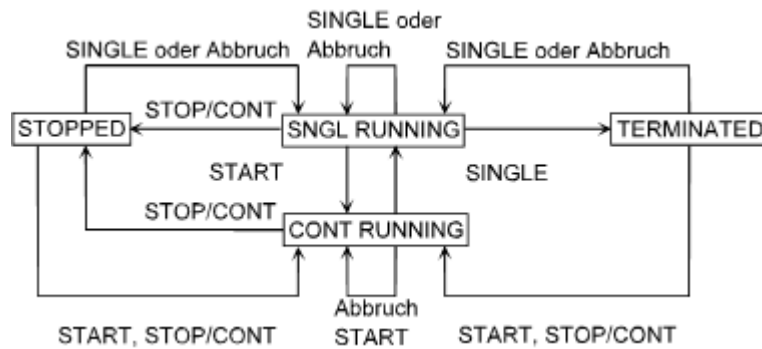 SINGLE oder
Abbruch
SINGLE oder Abbruch
SINGLE oder Abbruch
STOP/CONT
STOPPED
SNGL RUNNING
TERMINATED
START
SINGLE
STOP/CONT
CONT RUNNING
Abbruch
START
START, STOP/CONT
START, STOP/CONT